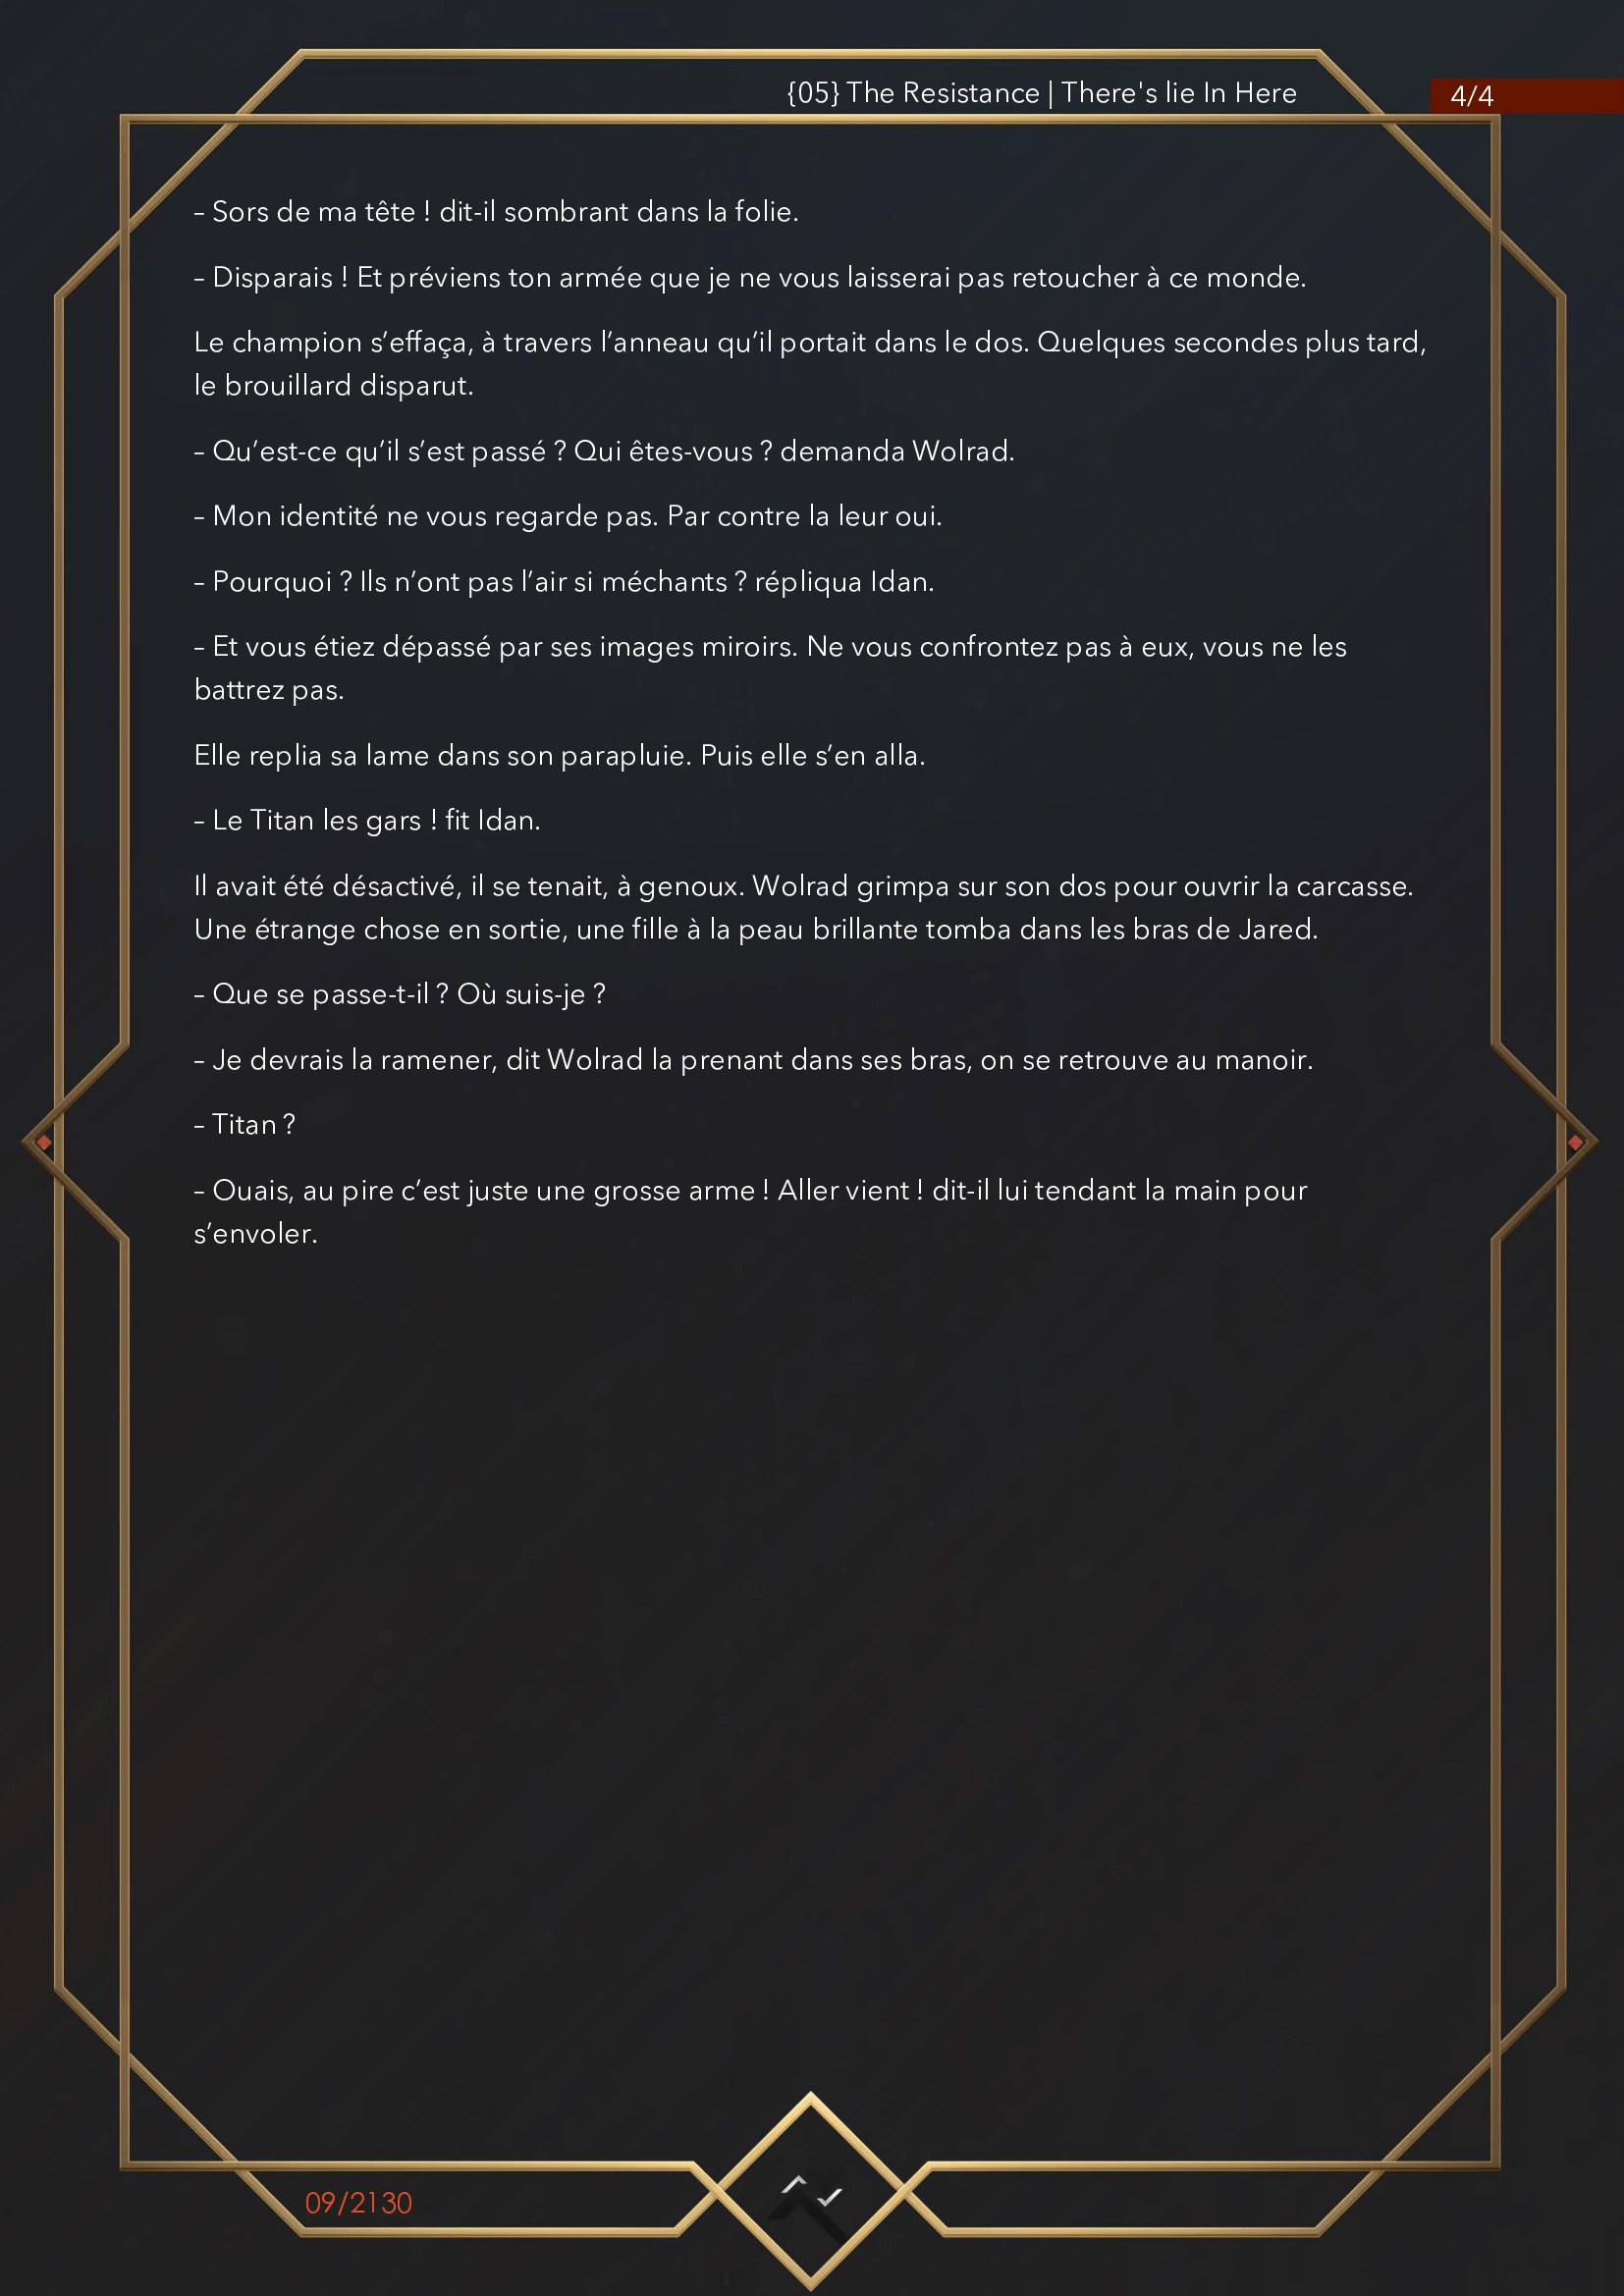 {05} The Resistance | There's lie In Here
4/4
– Sors de ma tête ! dit-il sombrant dans la folie.
– Disparais ! Et préviens ton armée que je ne vous laisserai pas retoucher à ce monde.
Le champion s’effaça, à travers l’anneau qu’il portait dans le dos. Quelques secondes plus tard,
le brouillard disparut.
– Qu’est-ce qu’il s’est passé ? Qui êtes-vous ? demanda Wolrad.
– Mon identité ne vous regarde pas. Par contre la leur oui.
– Pourquoi ? Ils n’ont pas l’air si méchants ? répliqua Idan.
– Et vous étiez dépassé par ses images miroirs. Ne vous confrontez pas à eux, vous ne les
battrez pas.
Elle replia sa lame dans son parapluie. Puis elle s’en alla.
– Le Titan les gars ! fit Idan.
Il avait été désactivé, il se tenait, à genoux. Wolrad grimpa sur son dos pour ouvrir la carcasse.
Une étrange chose en sortie, une fille à la peau brillante tomba dans les bras de Jared.
– Que se passe-t-il ? Où suis-je ?
– Je devrais la ramener, dit Wolrad la prenant dans ses bras, on se retrouve au manoir.
– Titan ?
– Ouais, au pire c’est juste une grosse arme ! Aller vient ! dit-il lui tendant la main pour
s’envoler.
09/2130